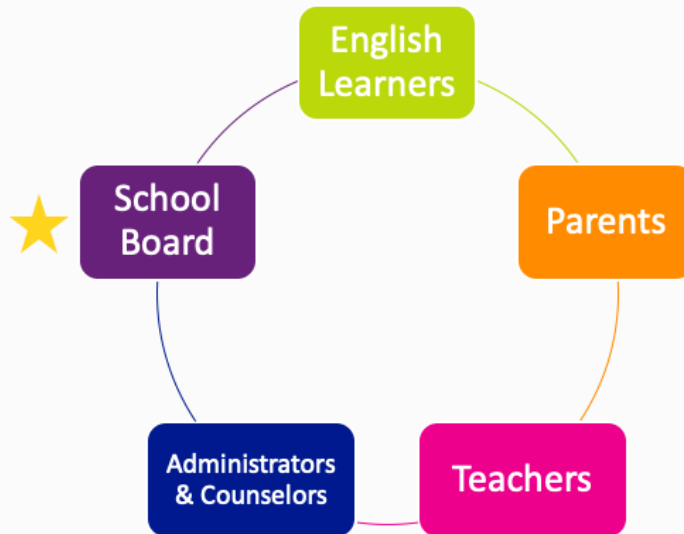 English
Learners
School
Board
Parents
Administrators
& Counselors
Teachers